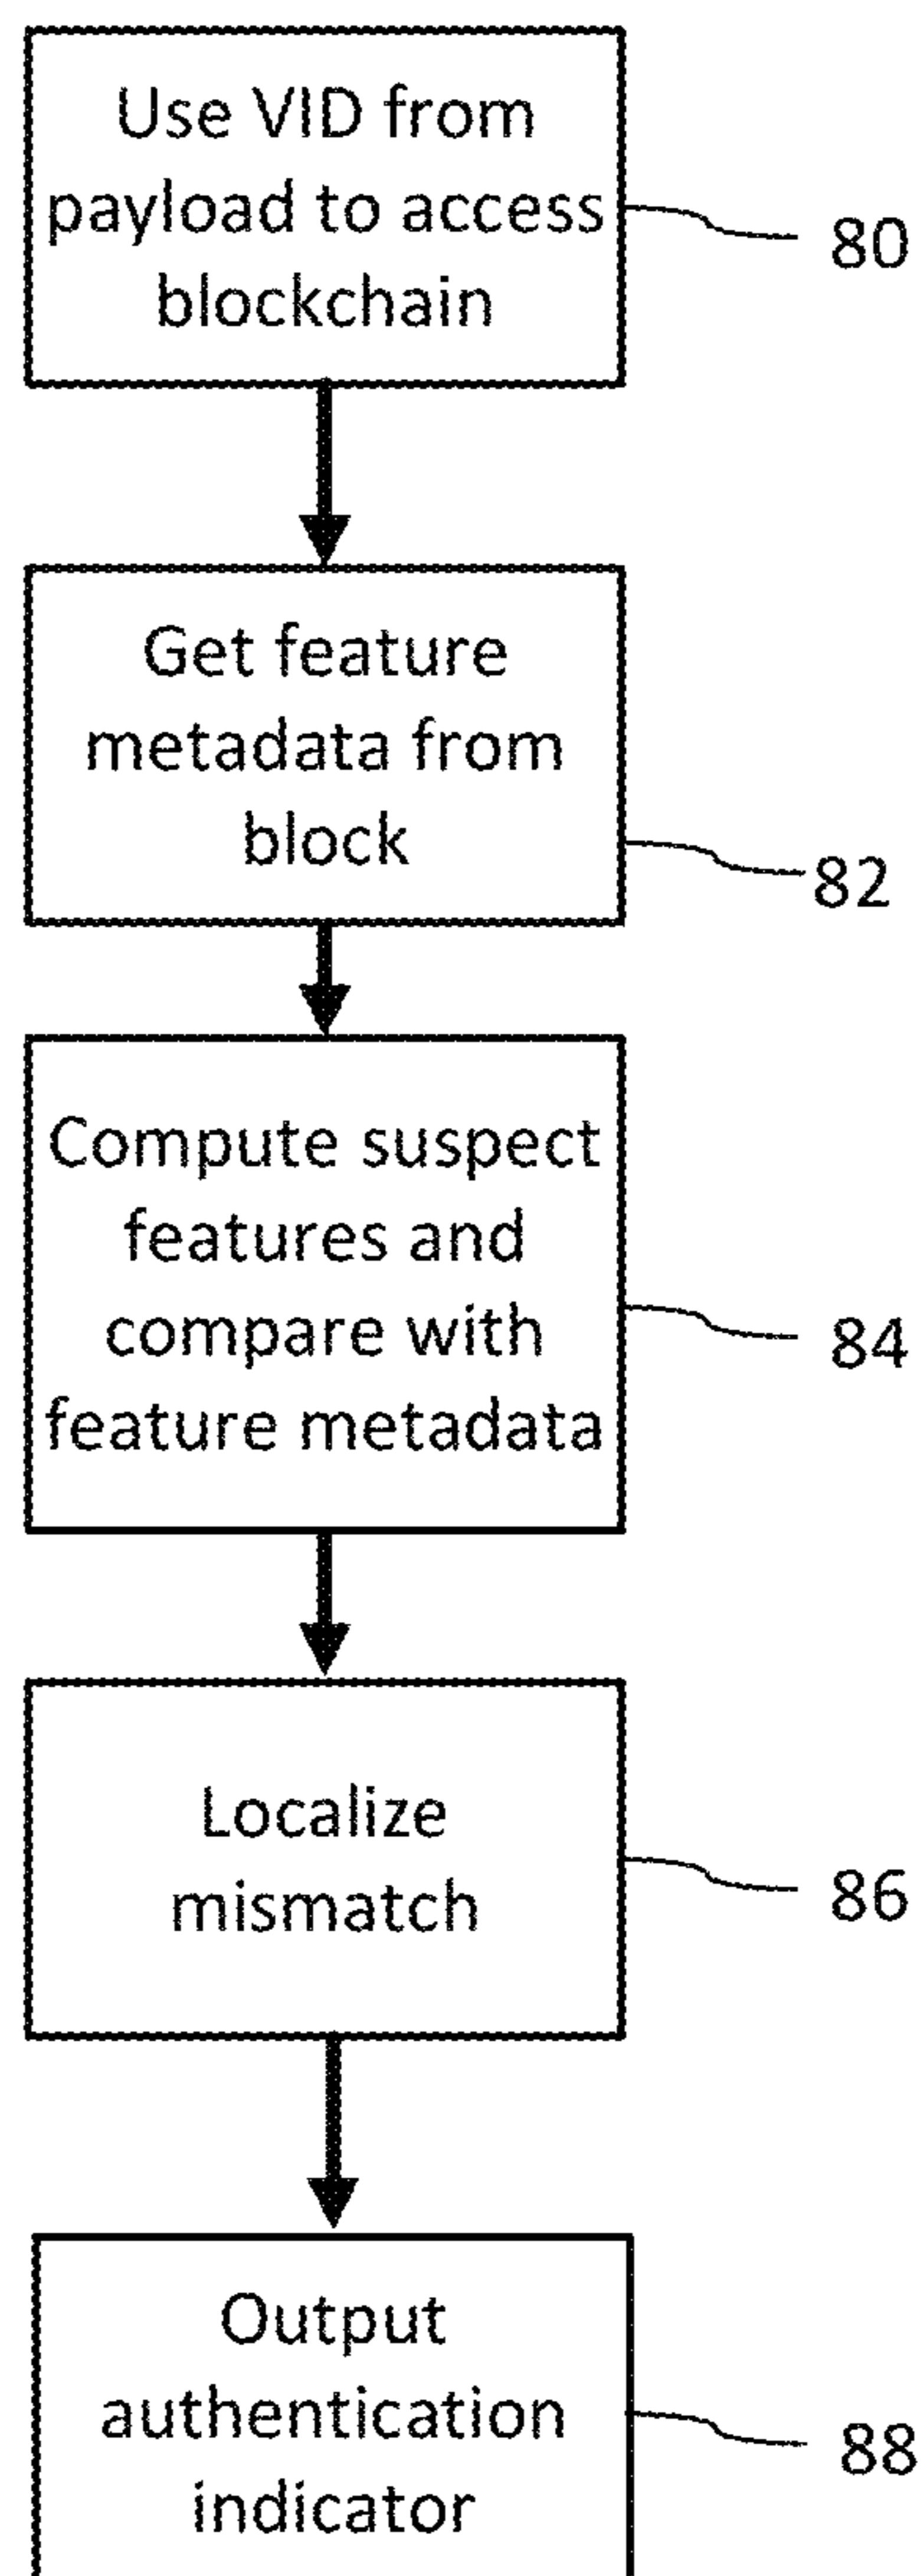 Use VID from
payload to access
blockchain
80
Get feature
metadata from
block
82
Compute suspect
features and
compare with
feature metadata
84
Localize
mismatch
86
Output
authentication
indicator
88